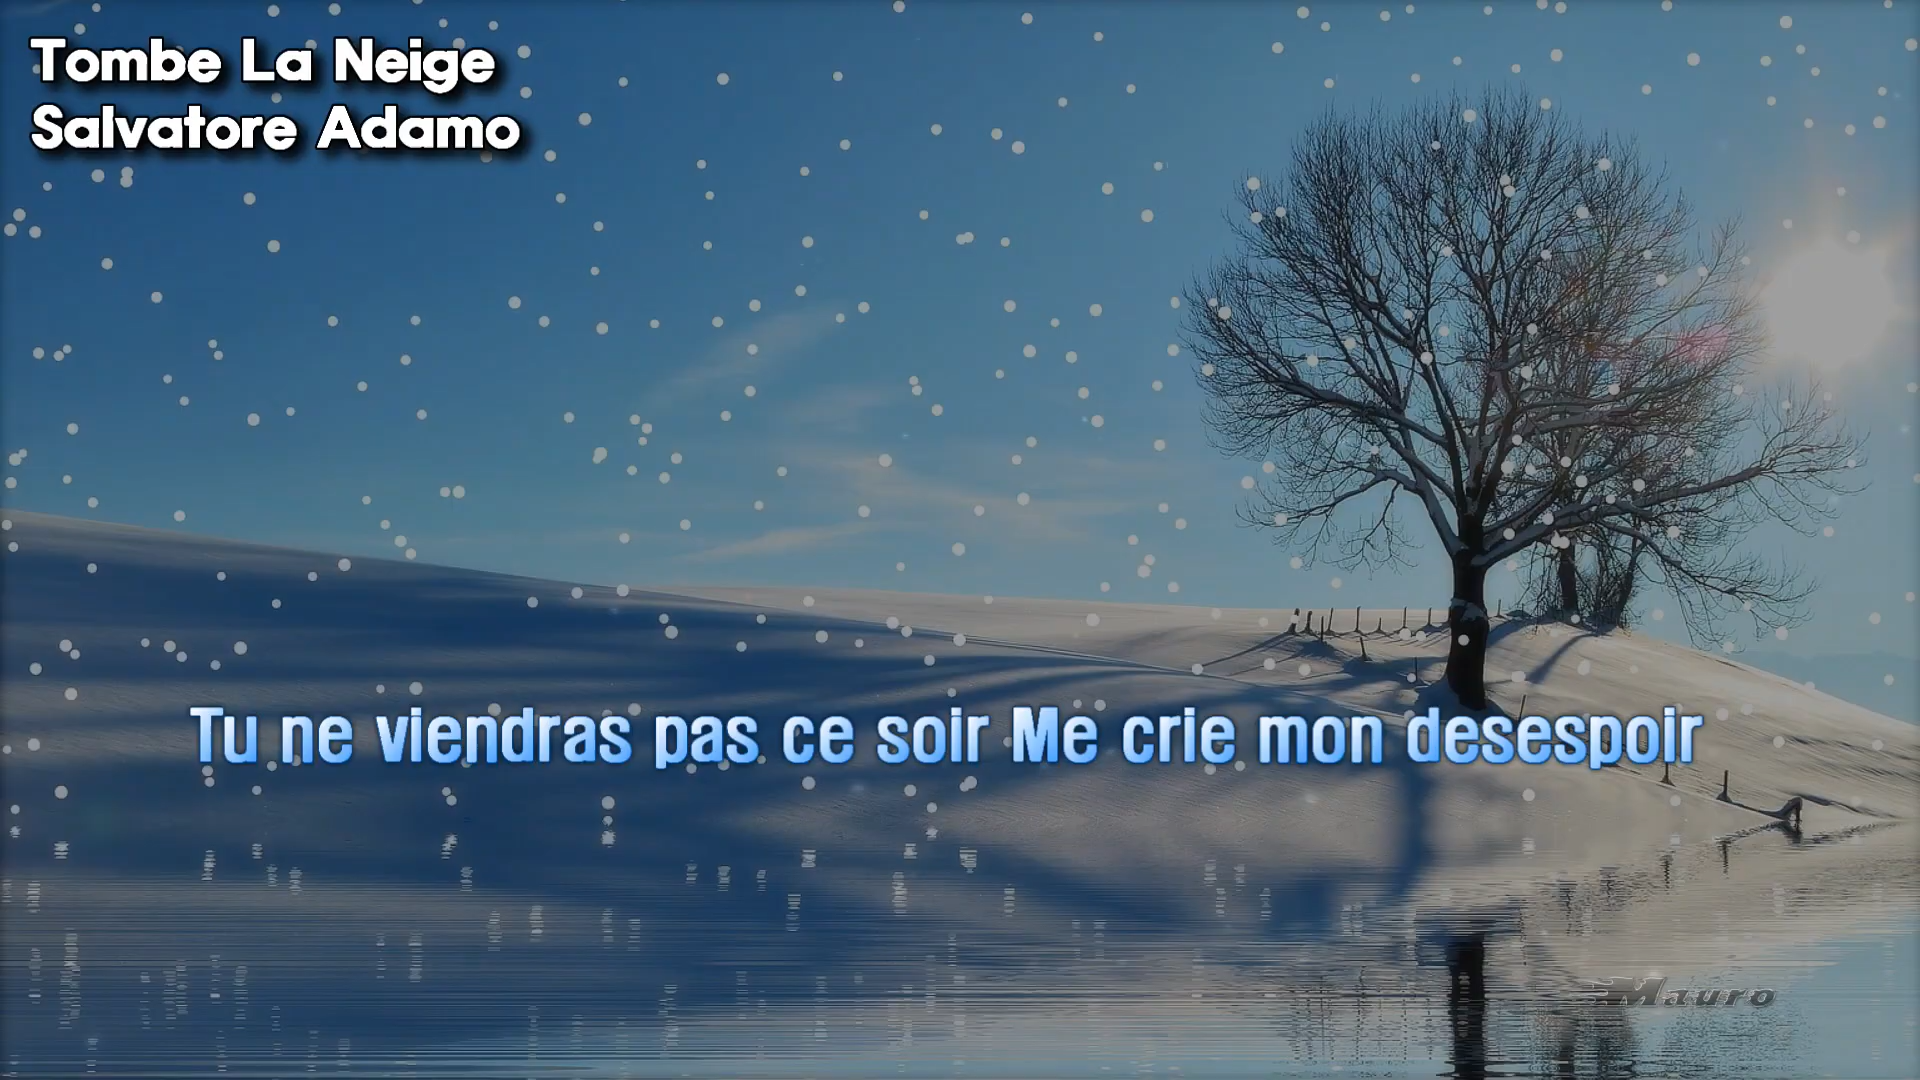 Tombe La Neige
Salvatore Adamo
Tu ne viendras pas ce soir Me crie mon desespoir
Mauro